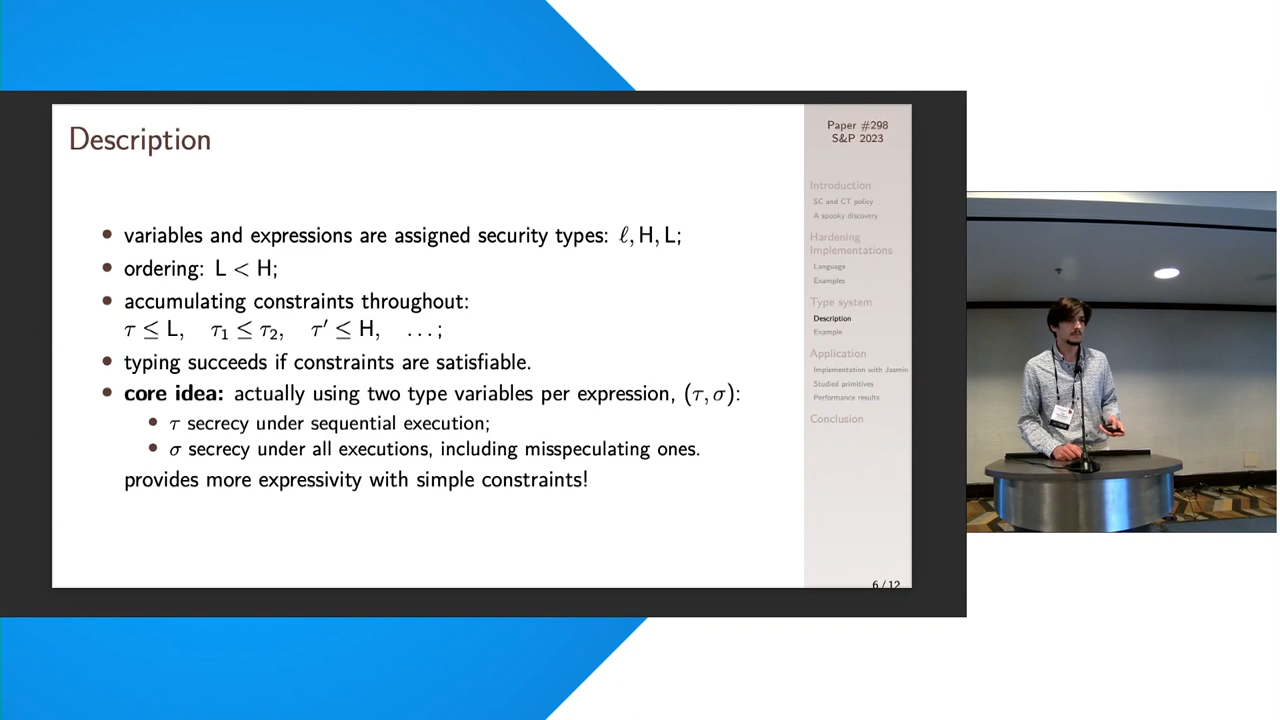 Description
• variables and expressions are assigned security types: ℓ, H, L;
• ordering: L < H;
• accumulating constraints throughout:
τ ≤ L, τ₁ ≤ τ₂, τ′ ≤ H, …;
• typing succeeds if constraints are satisfiable.
• core idea: actually using two type variables per expression, (τ, σ):
• τ secrecy under sequential execution;
• σ secrecy under all executions, including misspeculating ones.
provides more expressivity with simple constraints!
Paper #298
S&P 2023
Introduction
SC and CT policy
A spooky discovery
Hardening
Implementations
Language
Examples
Type system
Description
Example
Application
Implementation with Jasmin
Studied primitives
Performance results
Conclusion
6 / 12